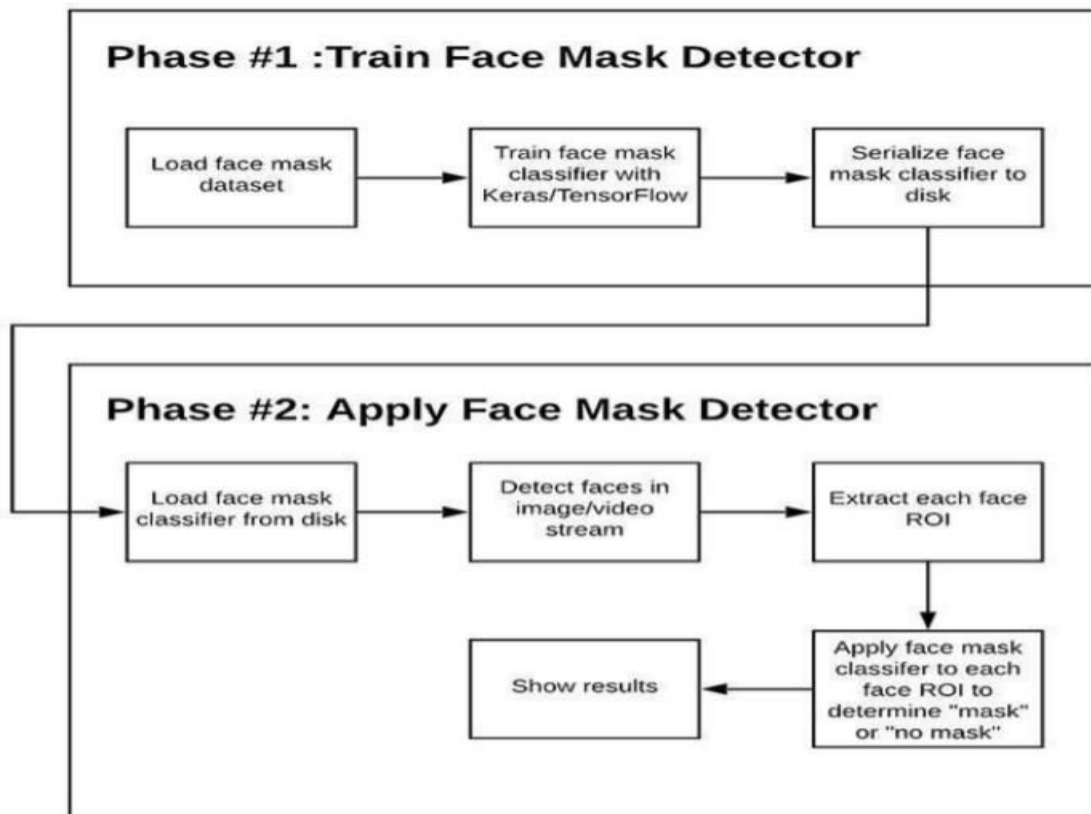 Phase #1 :Train Face Mask Detector
Load face mask
dataset
Train face mask
classifier with
Keras/TensorFlow
Serialize face
mask classifier to
disk
Phase #2: Apply Face Mask Detector
Load face mask
classifier from disk
Detect faces in
image/video
stream
Extract each face
ROI
Apply face mask
classifer to each
face ROI to
determine "mask"
or "no mask"
Show results